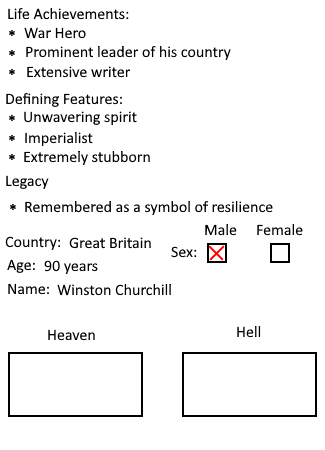 Life Achievements:
* War Hero
* Prominent leader of his country
* Extensive writer
Defining Features:
* Unwavering spirit
* Imperialist
* Extremely stubborn
Legacy
* Remembered as a symbol of resilience
Male Female
Country: Great Britain
Sex:
Age: 90 years
Name: Winston Churchill
Heaven Hell